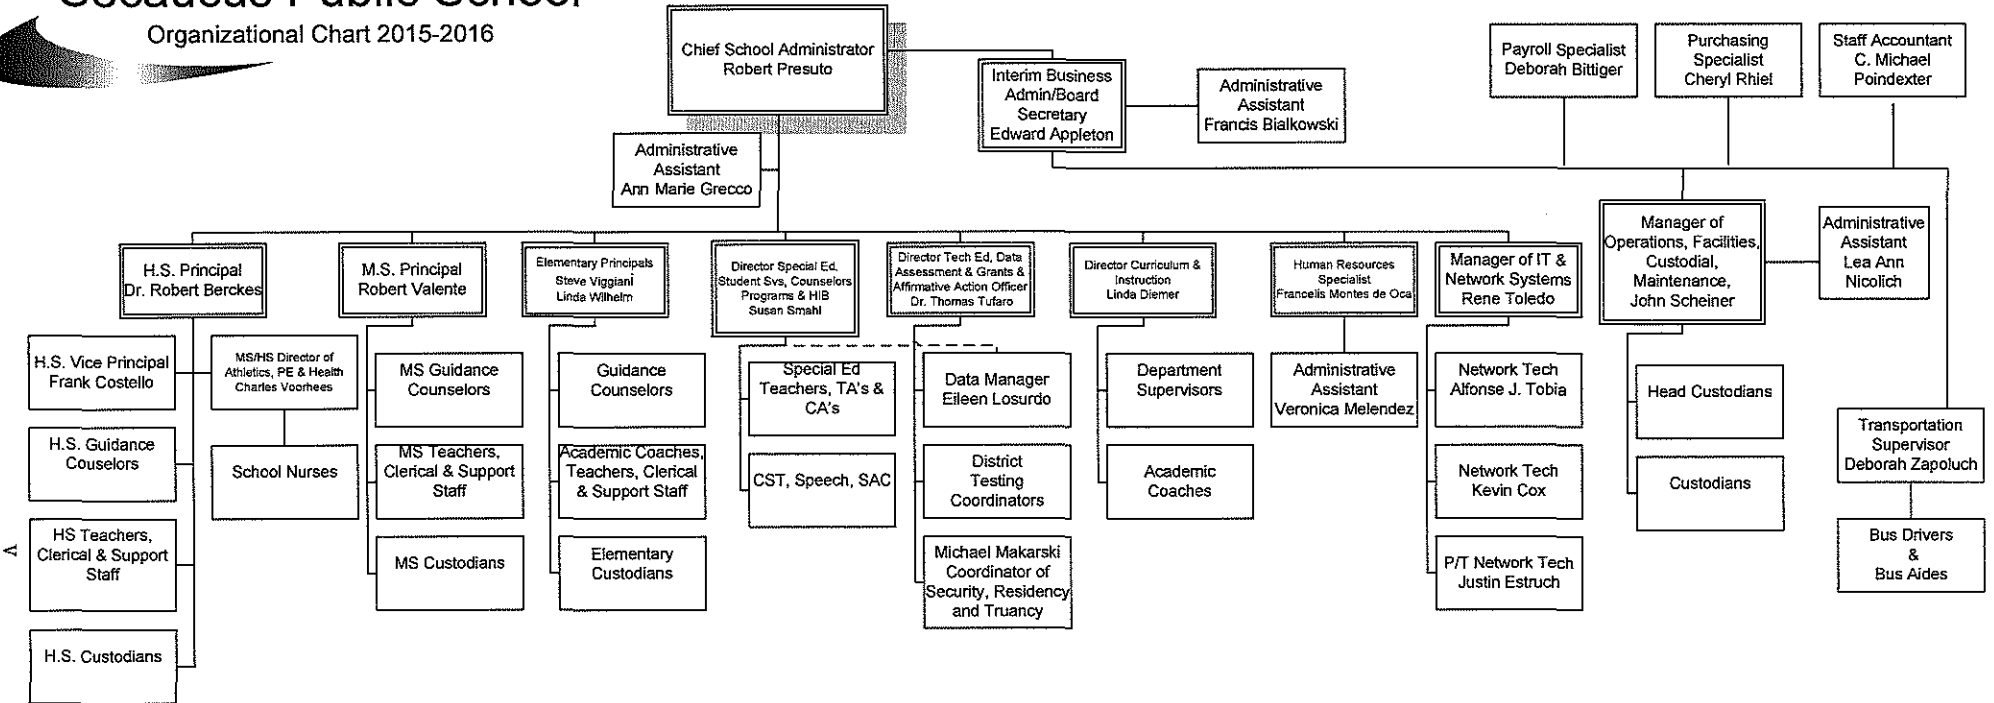 Secaucus Public School
Organizational Chart 2015-2016
Chief School Administrator
Robert Presuto
Interim Business
Admin/Board
Secretary
Edward Appleton
Administrative
Assistant
Francis Bialkowski
Payroll Specialist
Deborah Bittiger
Purchasing
Specialist
Cheryl Rhiel
Staff Accountant
C. Michael
Poindexter
Administrative
Assistant
Ann Marie Grecco
H.S. Principal
Dr. Robert Berckes
M.S. Principal
Robert Valente
Elementary Principals
Steve Viggiani
Linda Wilhelm
Director Special Ed.
Student Svs, Counselors
Programs & HIB
Susan Smahl
Director Tech Ed, Data
Assessment & Grants &
Affirmative Action Officer
Dr. Thomas Tufaro
Director Curriculum &
Instruction
Linda Diemer
Human Resources
Specialist
Francelis Montes de Oca
Manager of IT &
Network Systems
Rene Toledo
Manager of
Operations, Facilities,
Custodial,
Maintenance,
John Scheiner
Administrative
Assistant
Lea Ann
Nicolich
H.S. Vice Principal
Frank Costello
MS/HS Director of
Athletics, PE & Health
Charles Voorhees
H.S. Guidance
Couselors
School Nurses
HS Teachers,
Clerical & Support
Staff
H.S. Custodians
MS Guidance
Counselors
MS Teachers,
Clerical & Support
Staff
MS Custodians
Guidance
Counselors
Academic Coaches,
Teachers, Clerical
& Support Staff
Elementary
Custodians
Special Ed
Teachers, TA's &
CA's
CST, Speech, SAC
Data Manager
Eileen Losurdo
District
Testing
Coordinators
Michael Makarski
Coordinator of
Security, Residency
and Truancy
Department
Supervisors
Academic
Coaches
Administrative
Assistant
Veronica Melendez
Network Tech
Alfonse J. Tobia
Network Tech
Kevin Cox
P/T Network Tech
Justin Estruch
Head Custodians
Custodians
Transportation
Supervisor
Deborah Zapoluch
Bus Drivers
&
Bus Aides